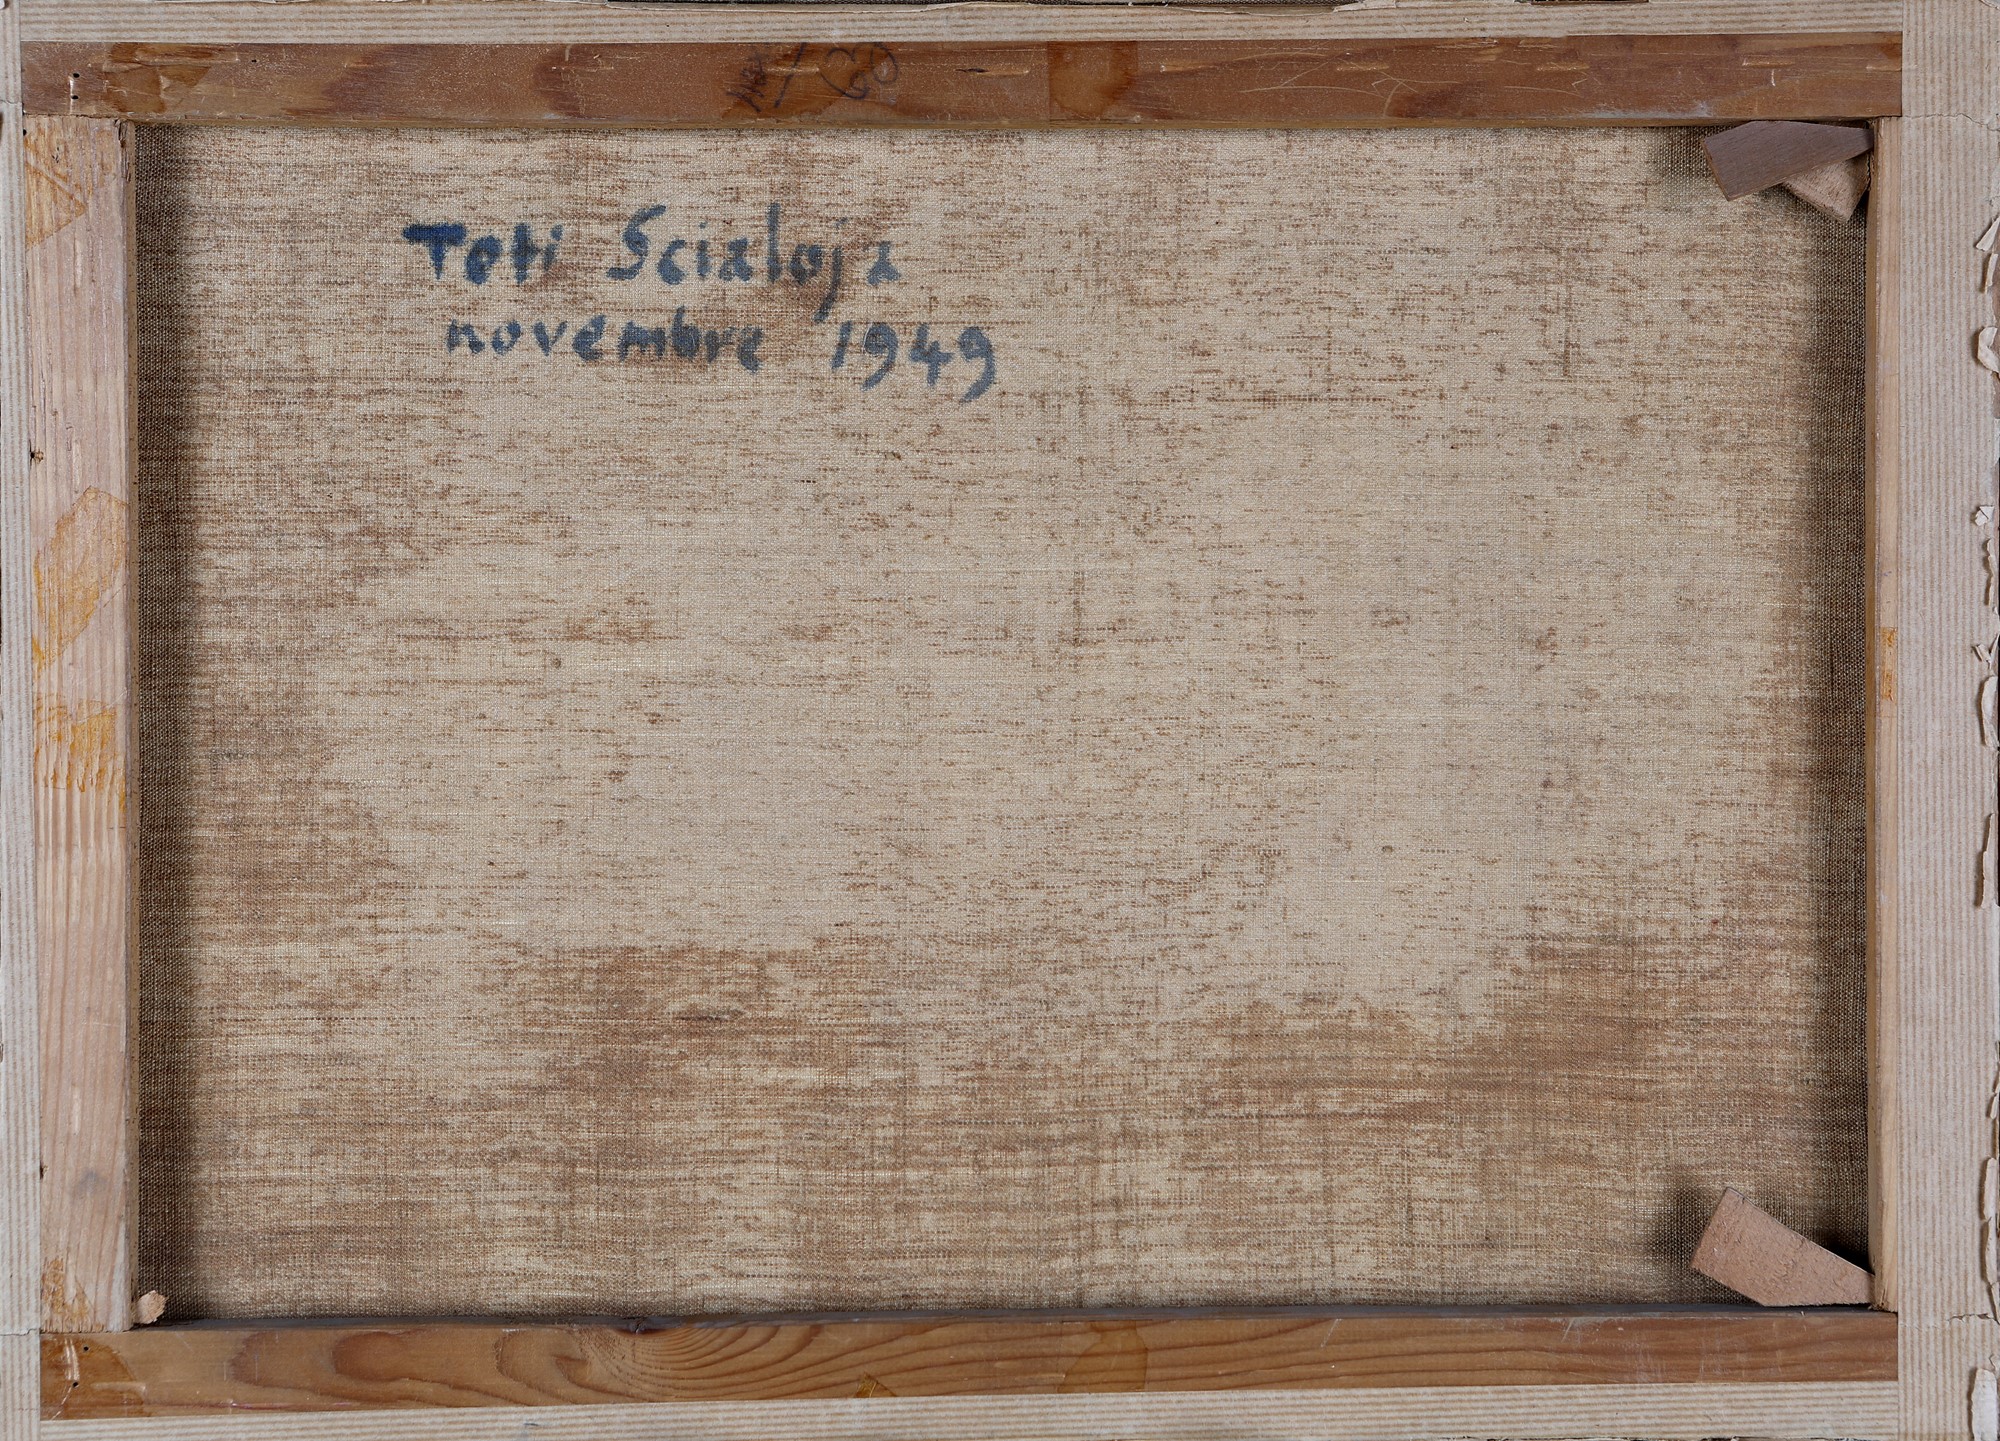 Toti Scialoja
novembre 1949